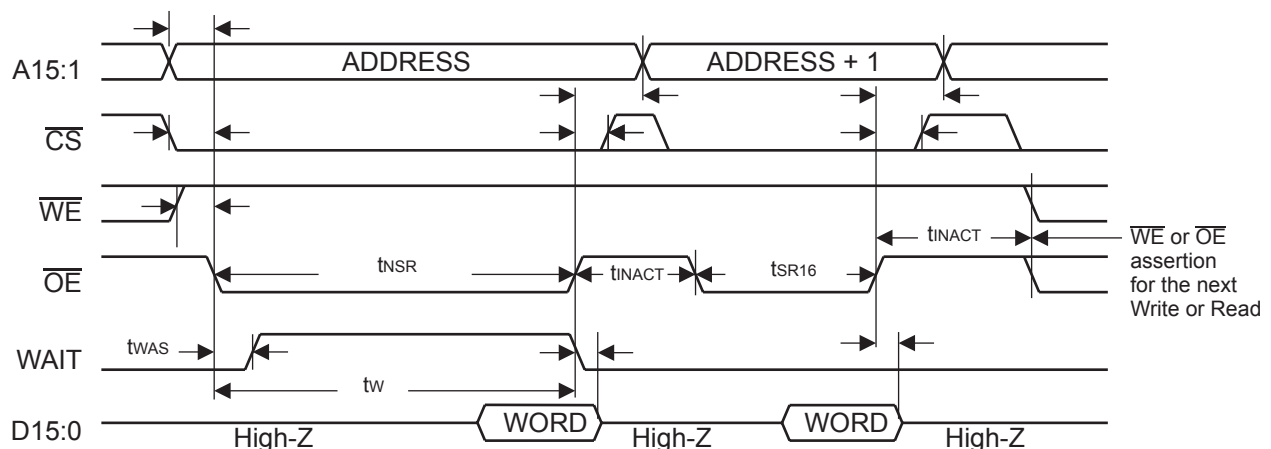 A15:1 ADDRESS ADDRESS + 1
CS
WE
tINACT WE or OE
assertion
for the next
Write or Read
OE tNSR tINACT tSR16
WAIT tWAS
tW
D15:0 High-Z WORD High-Z WORD High-Z